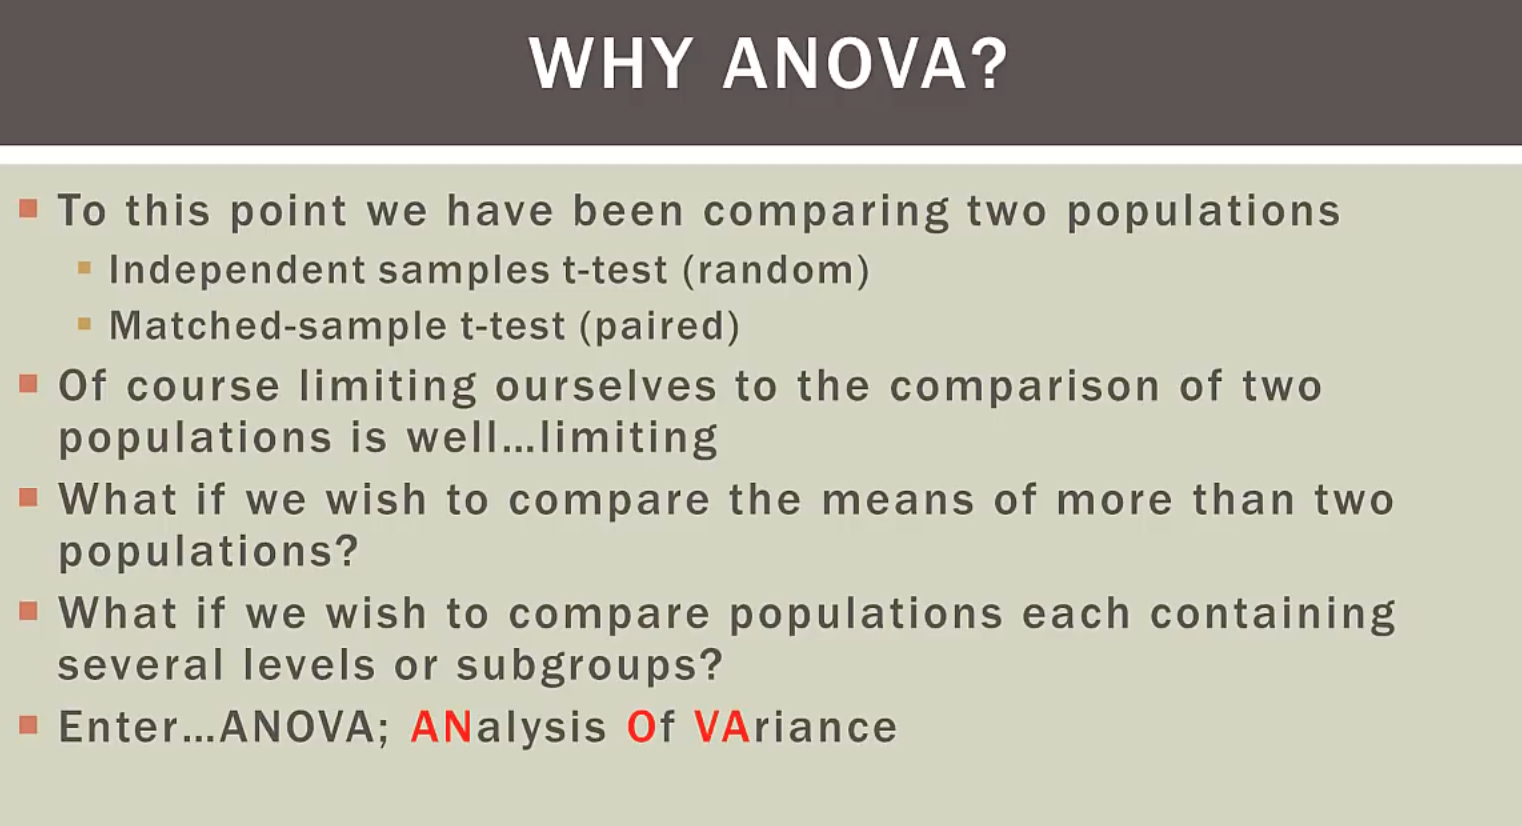 WHY ANOVA?
To this point we have been comparing two populations
Independent samples t-test (random)
Matched-sample t-test (paired)
Of course limiting ourselves to the comparison of two
populations is well…limiting
What if we wish to compare the means of more than two
populations?
What if we wish to compare populations each containing
several levels or subgroups?
Enter…ANOVA; ANalysis Of VAriance